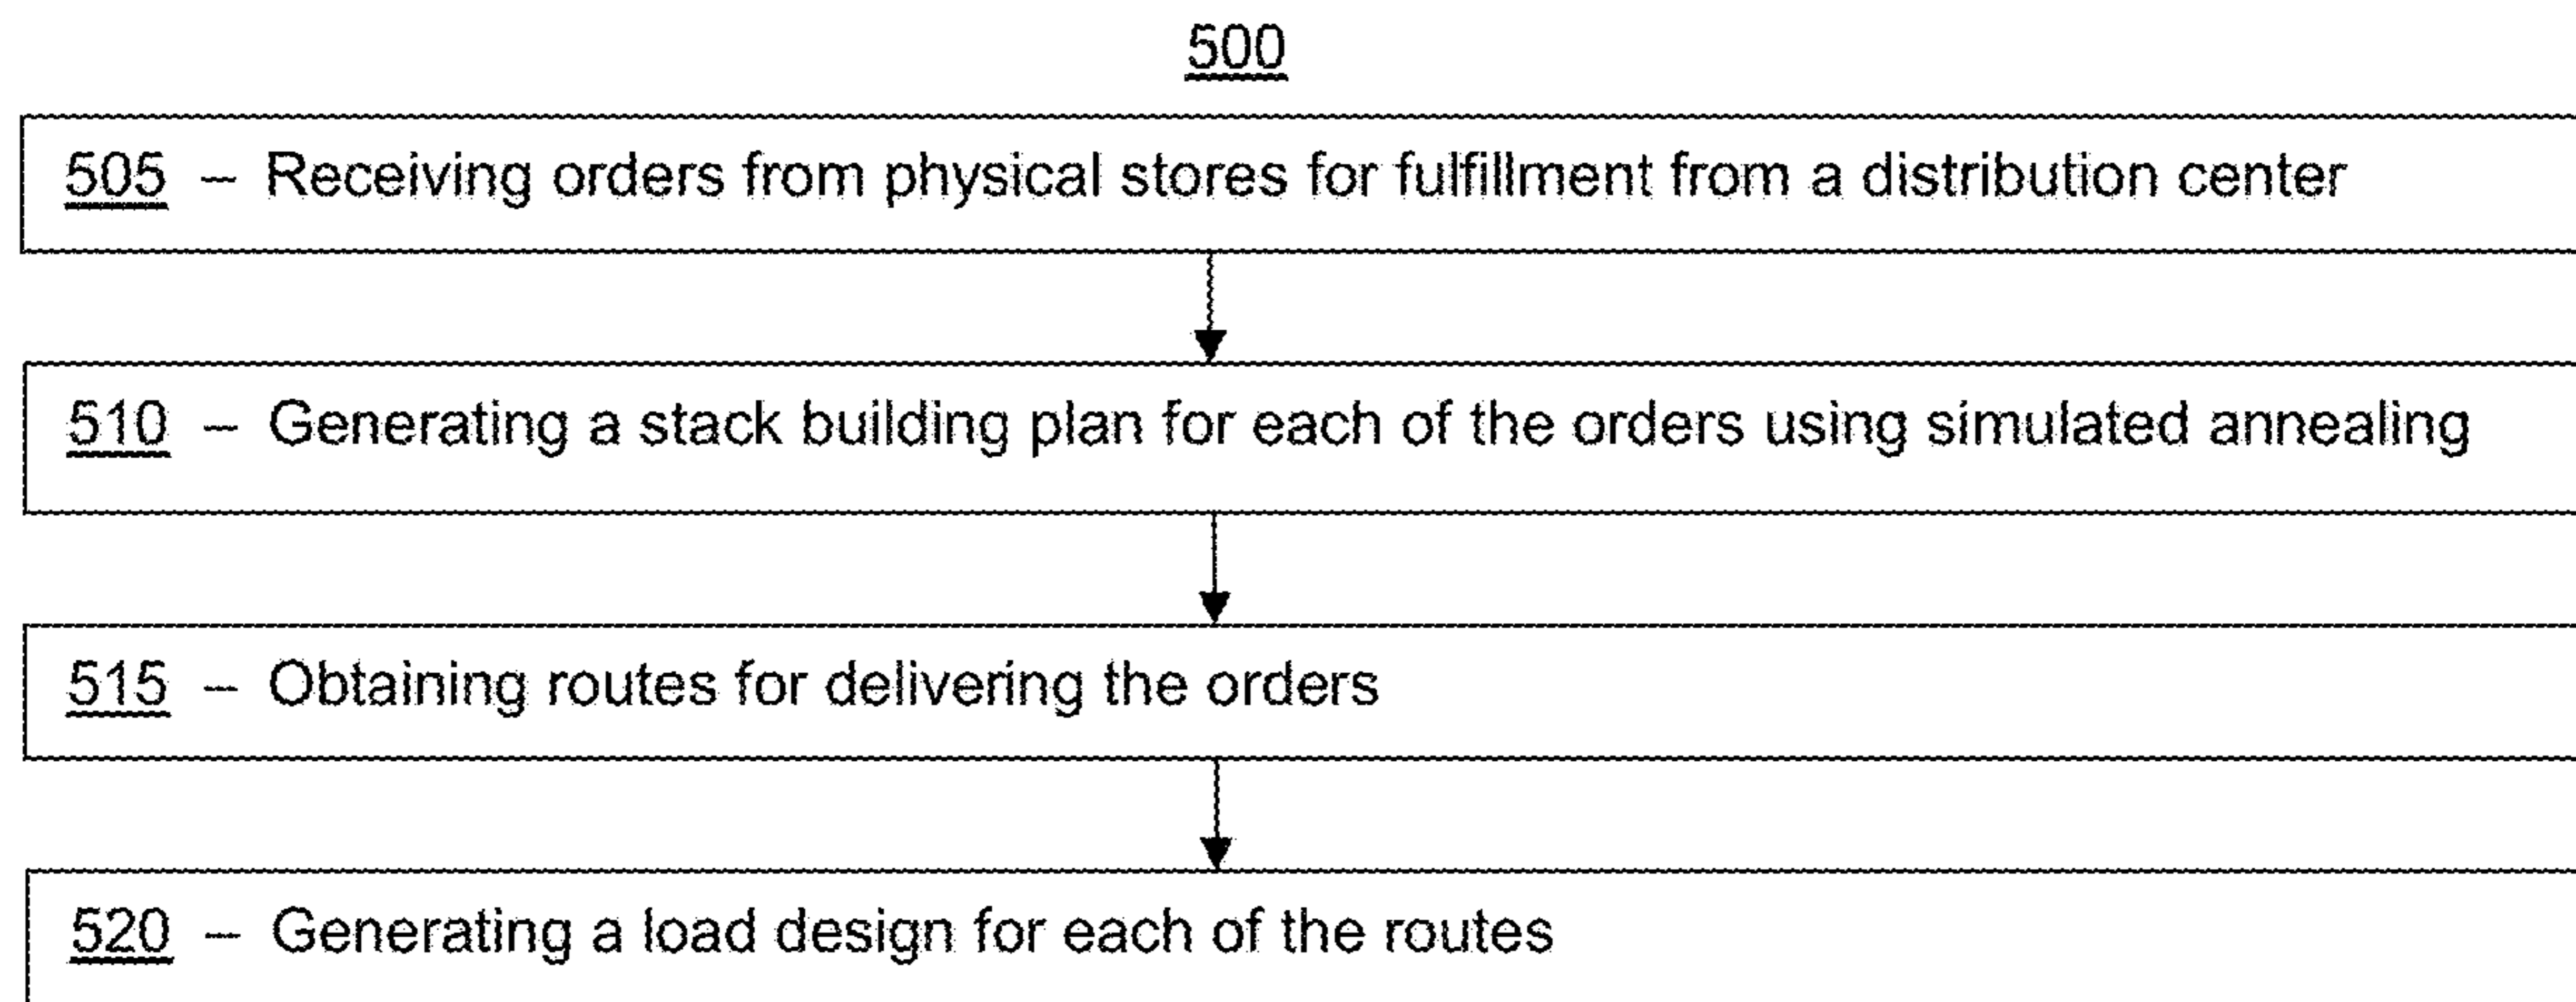 500
505 – Receiving orders from physical stores for fulfillment from a distribution center
510 – Generating a stack building plan for each of the orders using simulated annealing
515 – Obtaining routes for delivering the orders
520 – Generating a load design for each of the routes